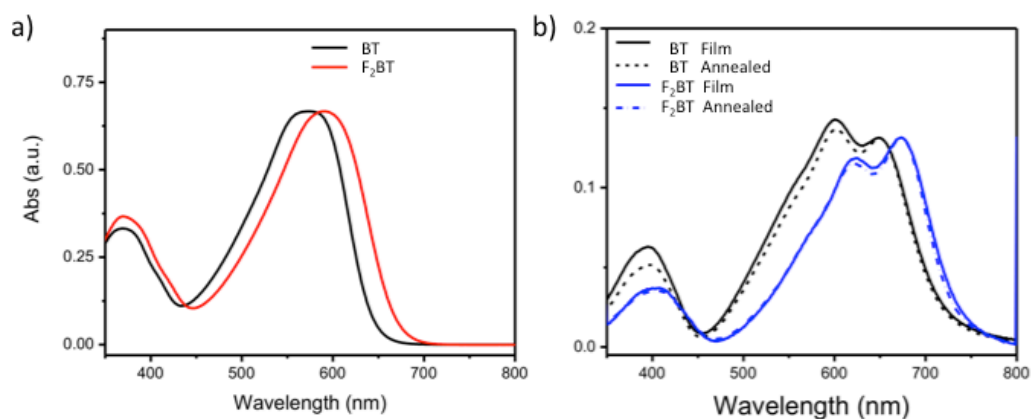 a)
BT
F₂BT
0.75
0.50
0.25
0.00
Abs (a.u.)
400 500 600 700 800
Wavelength (nm)
b)
BT Film
BT Annealed
F₂BT Film
F₂BT Annealed
0.2
0.1
0.0
400 500 600 700 800
Wavelength (nm)